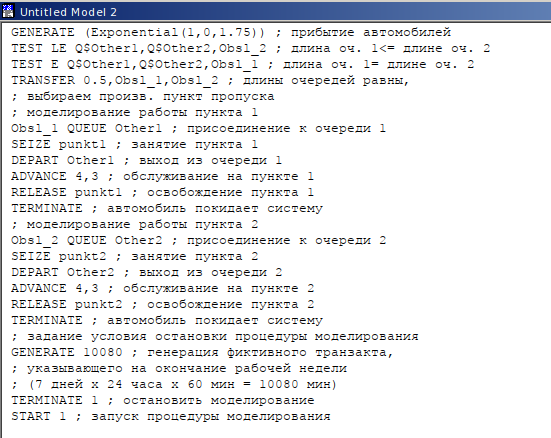 Untitled Model 2
GENERATE (Exponential(1,0,1.75)) ; прибытие автомобилей
TEST LE Q$Other1,Q$Other2,Obsl_2 ; длина оч. 1<= длине оч. 2
TEST E Q$Other1,Q$Other2,Obsl_1 ; длина оч. 1= длине оч. 2
TRANSFER 0.5,Obsl_1,Obsl_2 ; длины очередей равны,
; выбираем произв. пункт пропуска
; моделирование работы пункта 1
Obsl_1 QUEUE Other1 ; присоединение к очереди 1
SEIZE punkt1 ; занятие пункта 1
DEPART Other1 ; выход из очереди 1
ADVANCE 4,3 ; обслуживание на пункте 1
RELEASE punkt1 ; освобождение пункта 1
TERMINATE ; автомобиль покидает систему
; моделирование работы пункта 2
Obsl_2 QUEUE Other2 ; присоединение к очереди 2
SEIZE punkt2 ; занятие пункта 2
DEPART Other2 ; выход из очереди 2
ADVANCE 4,3 ; обслуживание на пункте 2
RELEASE punkt2 ; освобождение пункта 2
TERMINATE ; автомобиль покидает систему
; задание условия остановки процедуры моделирования
GENERATE 10080 ; генерация фиктивного транзакта,
; указывающего на окончание рабочей недели
; (7 дней х 24 часа х 60 мин = 10080 мин)
TERMINATE 1 ; остановить моделирование
START 1 ; запуск процедуры моделирования